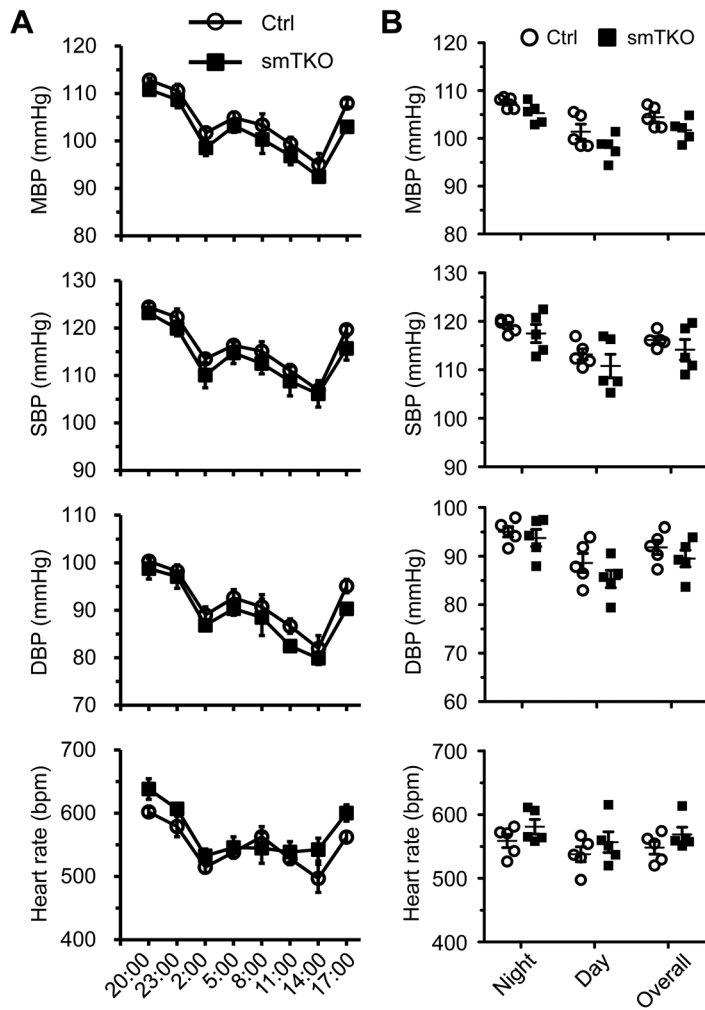 A
Ctrl
smTKO
MBP (mmHg)
120
110
100
90
80
SBP (mmHg)
130
120
110
100
90
DBP (mmHg)
110
100
90
80
70
Heart rate (bpm)
700
600
500
400
20:00
23:00
2:00
5:00
8:00
11:00
14:00
17:00
B
Ctrl smTKO
MBP (mmHg)
120
110
100
90
80
SBP (mmHg)
130
120
110
100
90
DBP (mmHg)
100
90
80
70
60
Heart rate (bpm)
700
600
500
400
Night
Day
Overall